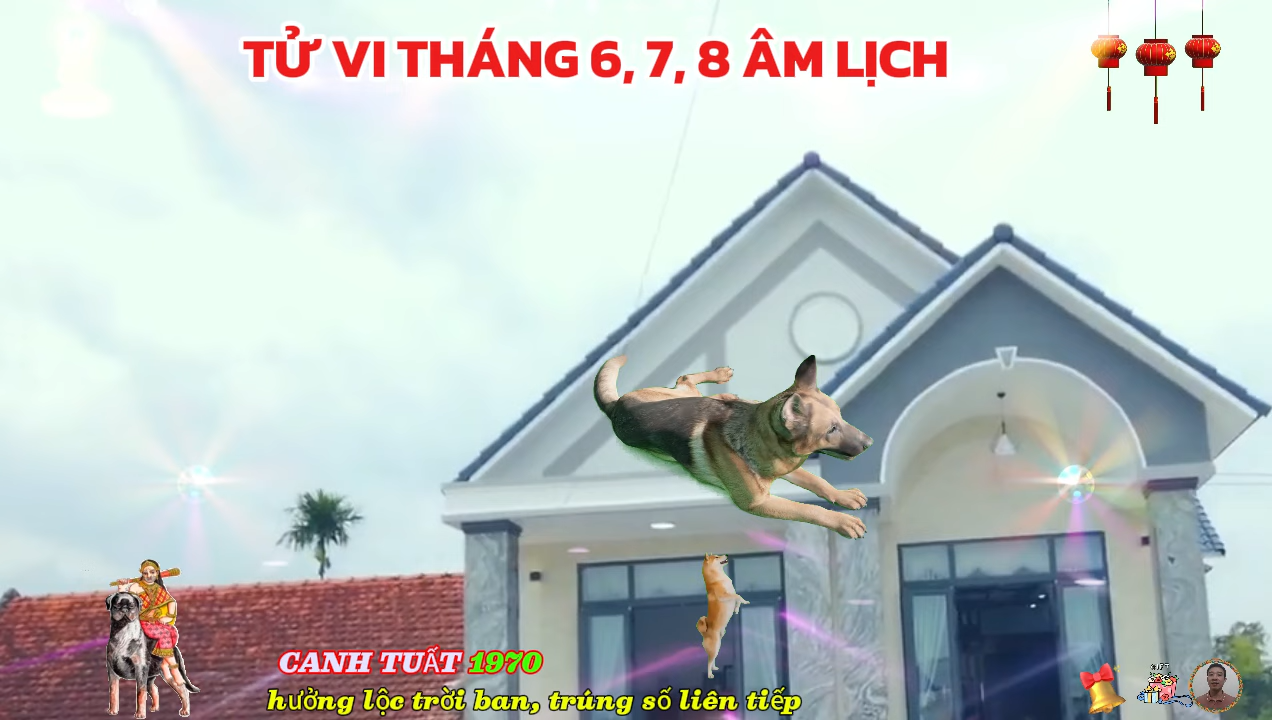 TỬ VI THÁNG 6, 7, 8 ÂM LỊCH
CANH TUẤT 1970
hưởng lộc trời ban, trúng số liên tiếp